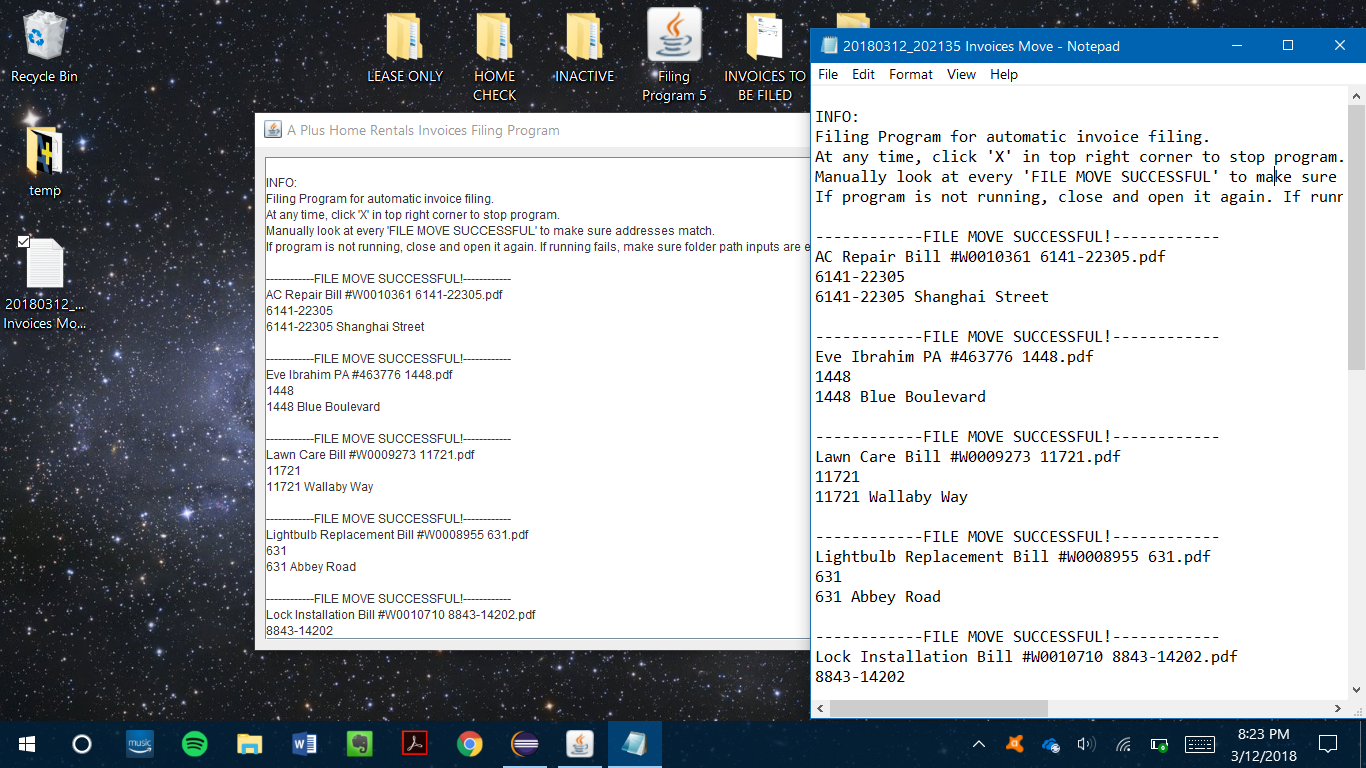 Recycle Bin
LEASE ONLY
HOME
CHECK
INACTIVE
Filing
Program 5
INVOICES TO
BE FILED
temp
20180312_...
Invoices Mo...
A Plus Home Rentals Invoices Filing Program
INFO:
Filing Program for automatic invoice filing.
At any time, click 'X' in top right corner to stop program.
Manually look at every 'FILE MOVE SUCCESSFUL' to make sure addresses match.
If program is not running, close and open it again. If running fails, make sure folder path inputs are e
------------FILE MOVE SUCCESSFUL!------------
AC Repair Bill #W0010361 6141-22305.pdf
6141-22305
6141-22305 Shanghai Street
------------FILE MOVE SUCCESSFUL!------------
Eve Ibrahim PA #463776 1448.pdf
1448
1448 Blue Boulevard
------------FILE MOVE SUCCESSFUL!------------
Lawn Care Bill #W0009273 11721.pdf
11721
11721 Wallaby Way
------------FILE MOVE SUCCESSFUL!------------
Lightbulb Replacement Bill #W0008955 631.pdf
631
631 Abbey Road
------------FILE MOVE SUCCESSFUL!------------
Lock Installation Bill #W0010710 8843-14202.pdf
8843-14202
20180312_202135 Invoices Move - Notepad
File Edit Format View Help
INFO:
Filing Program for automatic invoice filing.
At any time, click 'X' in top right corner to stop program.
Manually look at every 'FILE MOVE SUCCESSFUL' to make sure
If program is not running, close and open it again. If runn
------------FILE MOVE SUCCESSFUL!------------
AC Repair Bill #W0010361 6141-22305.pdf
6141-22305
6141-22305 Shanghai Street
------------FILE MOVE SUCCESSFUL!------------
Eve Ibrahim PA #463776 1448.pdf
1448
1448 Blue Boulevard
------------FILE MOVE SUCCESSFUL!------------
Lawn Care Bill #W0009273 11721.pdf
11721
11721 Wallaby Way
------------FILE MOVE SUCCESSFUL!------------
Lightbulb Replacement Bill #W0008955 631.pdf
631
631 Abbey Road
------------FILE MOVE SUCCESSFUL!------------
Lock Installation Bill #W0010710 8843-14202.pdf
8843-14202
music
8:23 PM
3/12/2018